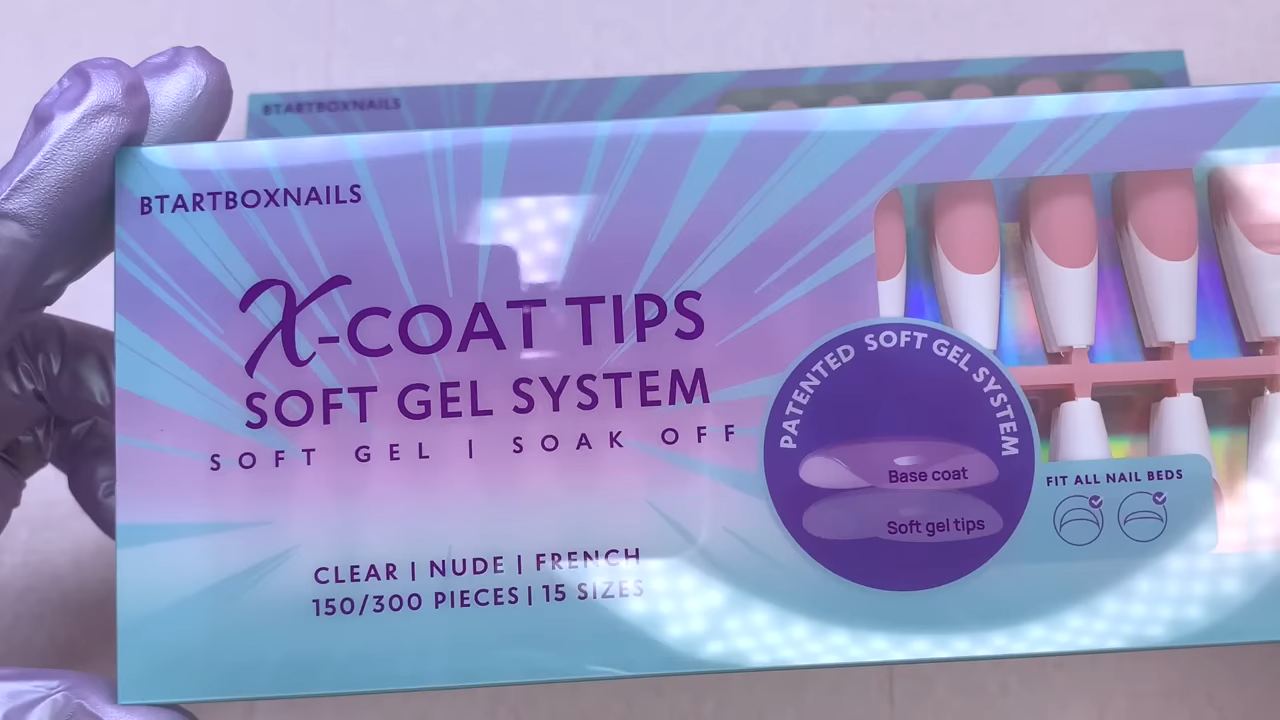 BTARTBOXNAILS
BTARTBOXNAILS
X-COAT TIPS
SOFT GEL SYSTEM
SOFT GEL | SOAK OFF
CLEAR | NUDE | FRENCH
150/300 PIECES | 15 SIZES
PATENTED SOFT GEL SYSTEM
Base coat
Soft gel tips
FIT ALL NAIL BEDS